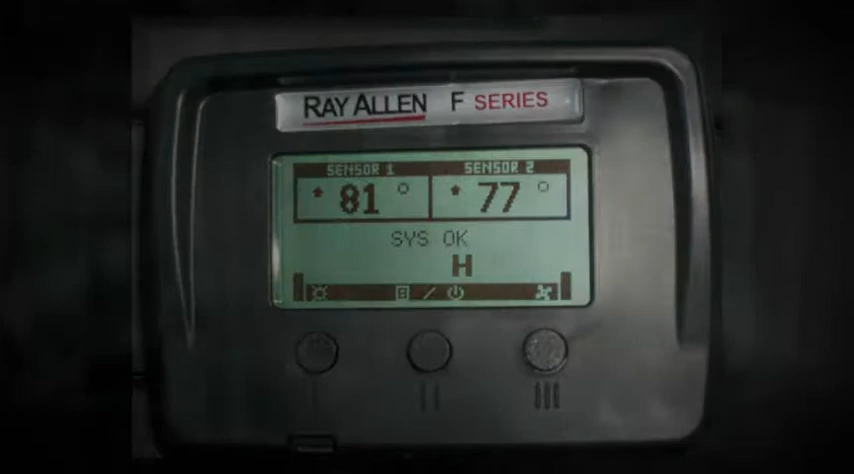 RAY ALLEN F SERIES
SENSOR 1 SENSOR 2
81° 77°
SYS OK
H
I II III